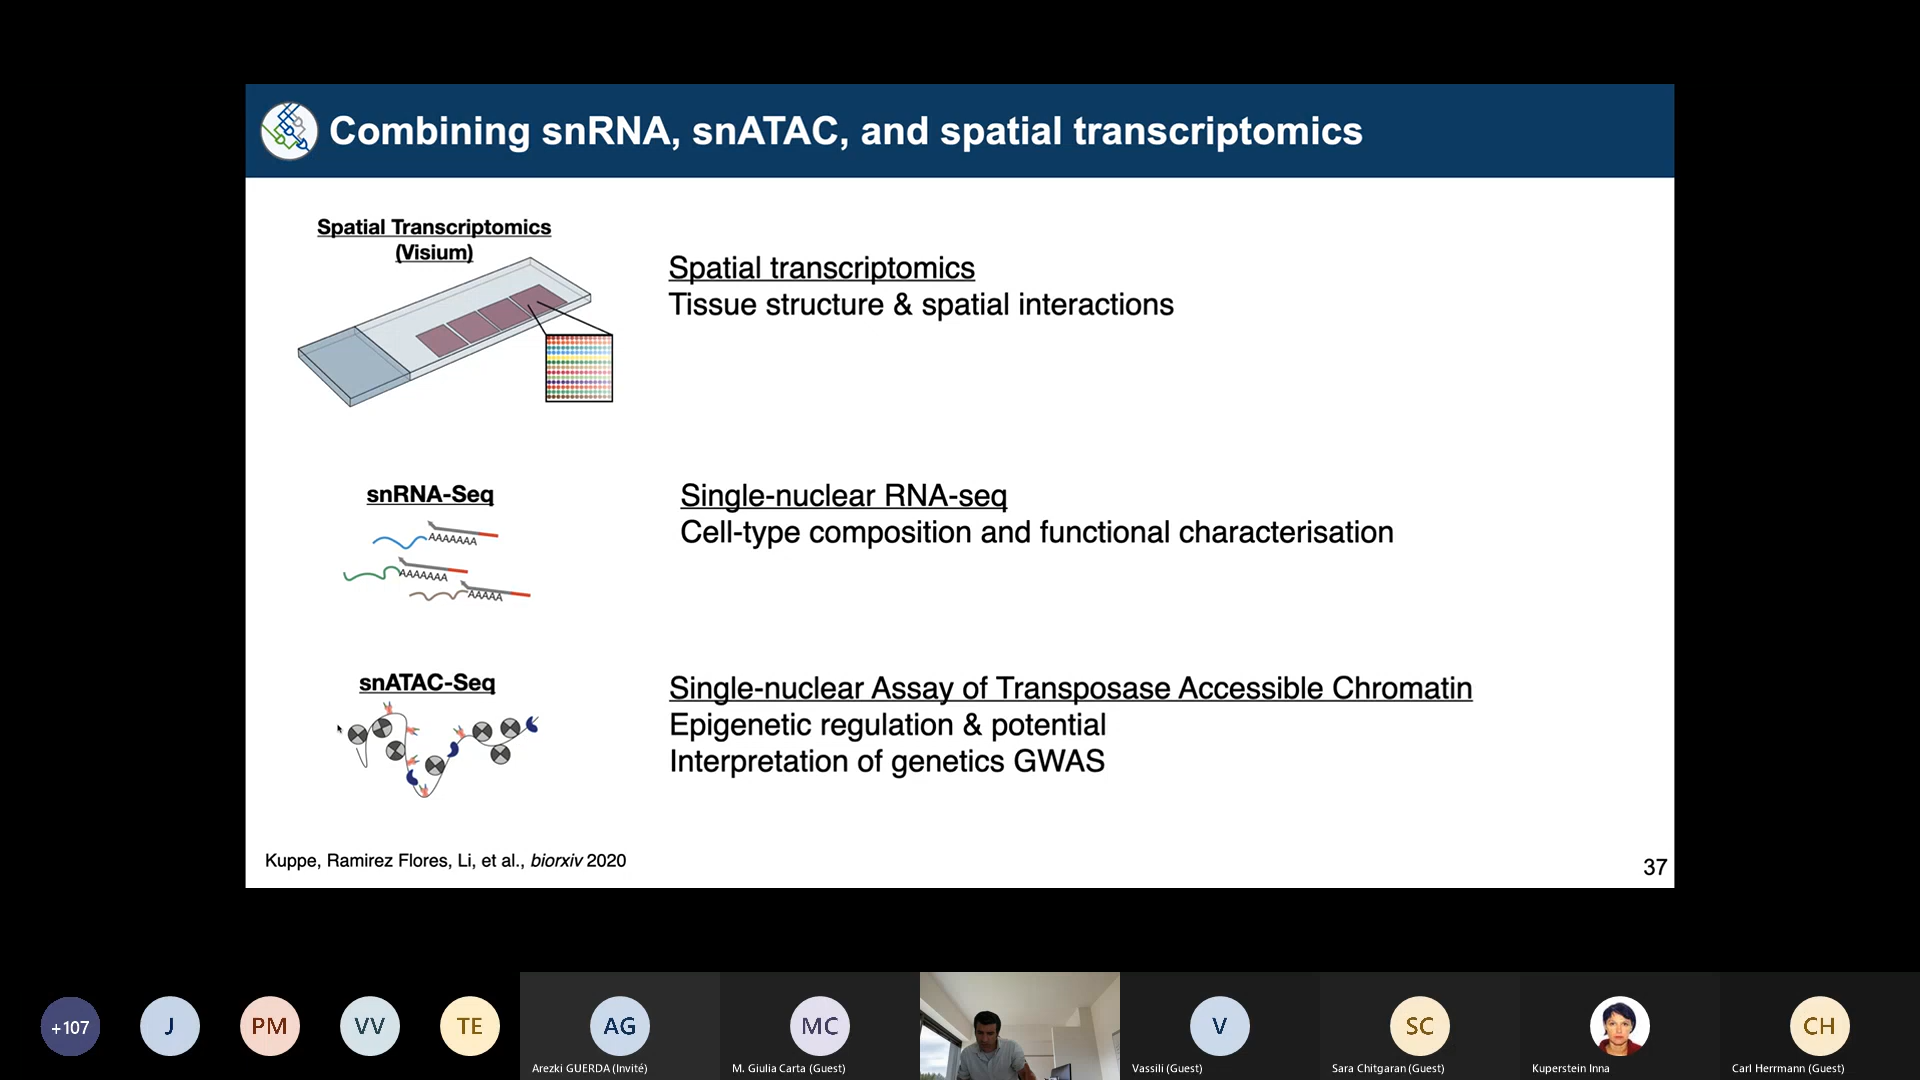 Combining snRNA, snATAC, and spatial transcriptomics
Spatial Transcriptomics
(Visium)
Spatial transcriptomics
Tissue structure & spatial interactions
snRNA-Seq
AAAAAAA
AAAAAAA
AAAAA
Single-nuclear RNA-seq
Cell-type composition and functional characterisation
snATAC-Seq
Single-nuclear Assay of Transposase Accessible Chromatin
Epigenetic regulation & potential
Interpretation of genetics GWAS
Kuppe, Ramirez Flores, Li, et al., biorxiv 2020
37
+107
J
PM
VV
TE
AG
Arezki GUERDA (Invité)
MC
M. Giulia Carta (Guest)
V
Vassili (Guest)
SC
Sara Chitgaran (Guest)
Kuperstein Inna
CH
Carl Herrmann (Guest)